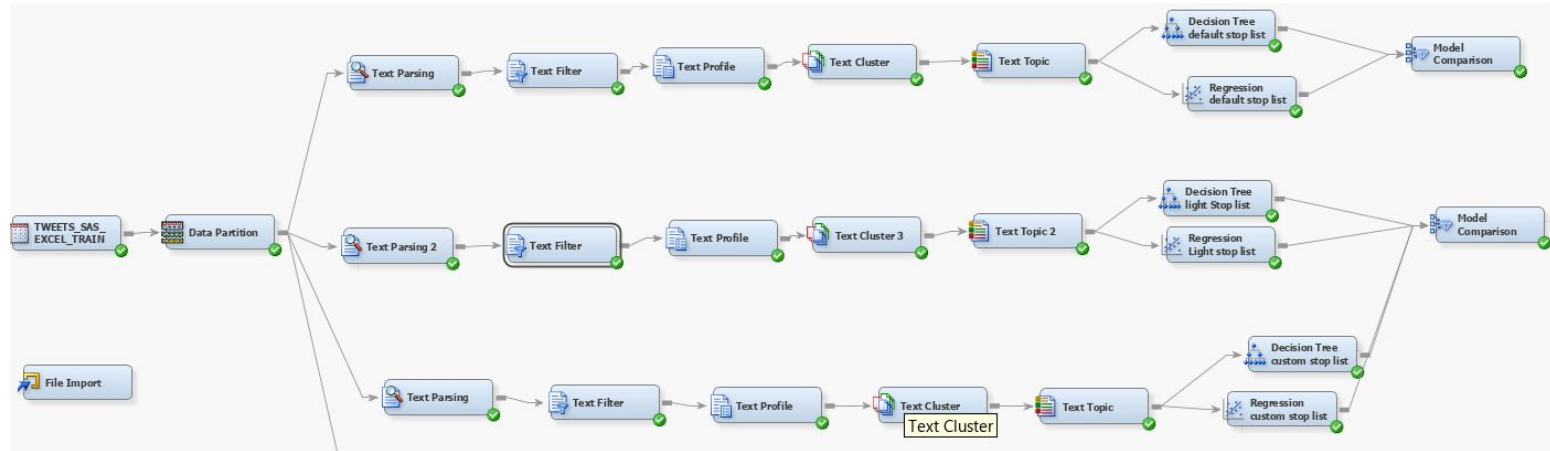 Text Parsing
Text Filter
Text Profile
Text Cluster
Text Topic
Decision Tree
default stop list
Regression
default stop list
Model
Comparison
TWEETS_SAS_
EXCEL_TRAIN
Data Partition
Text Parsing 2
Text Filter
Text Profile
Text Cluster 3
Text Topic 2
Decision Tree
light Stop list
Regression
Light stop list
Model
Comparison
File Import
Text Parsing
Text Filter
Text Profile
Text Cluster
Text Cluster
Text Topic
Decision Tree
custom stop list
Regression
custom stop list